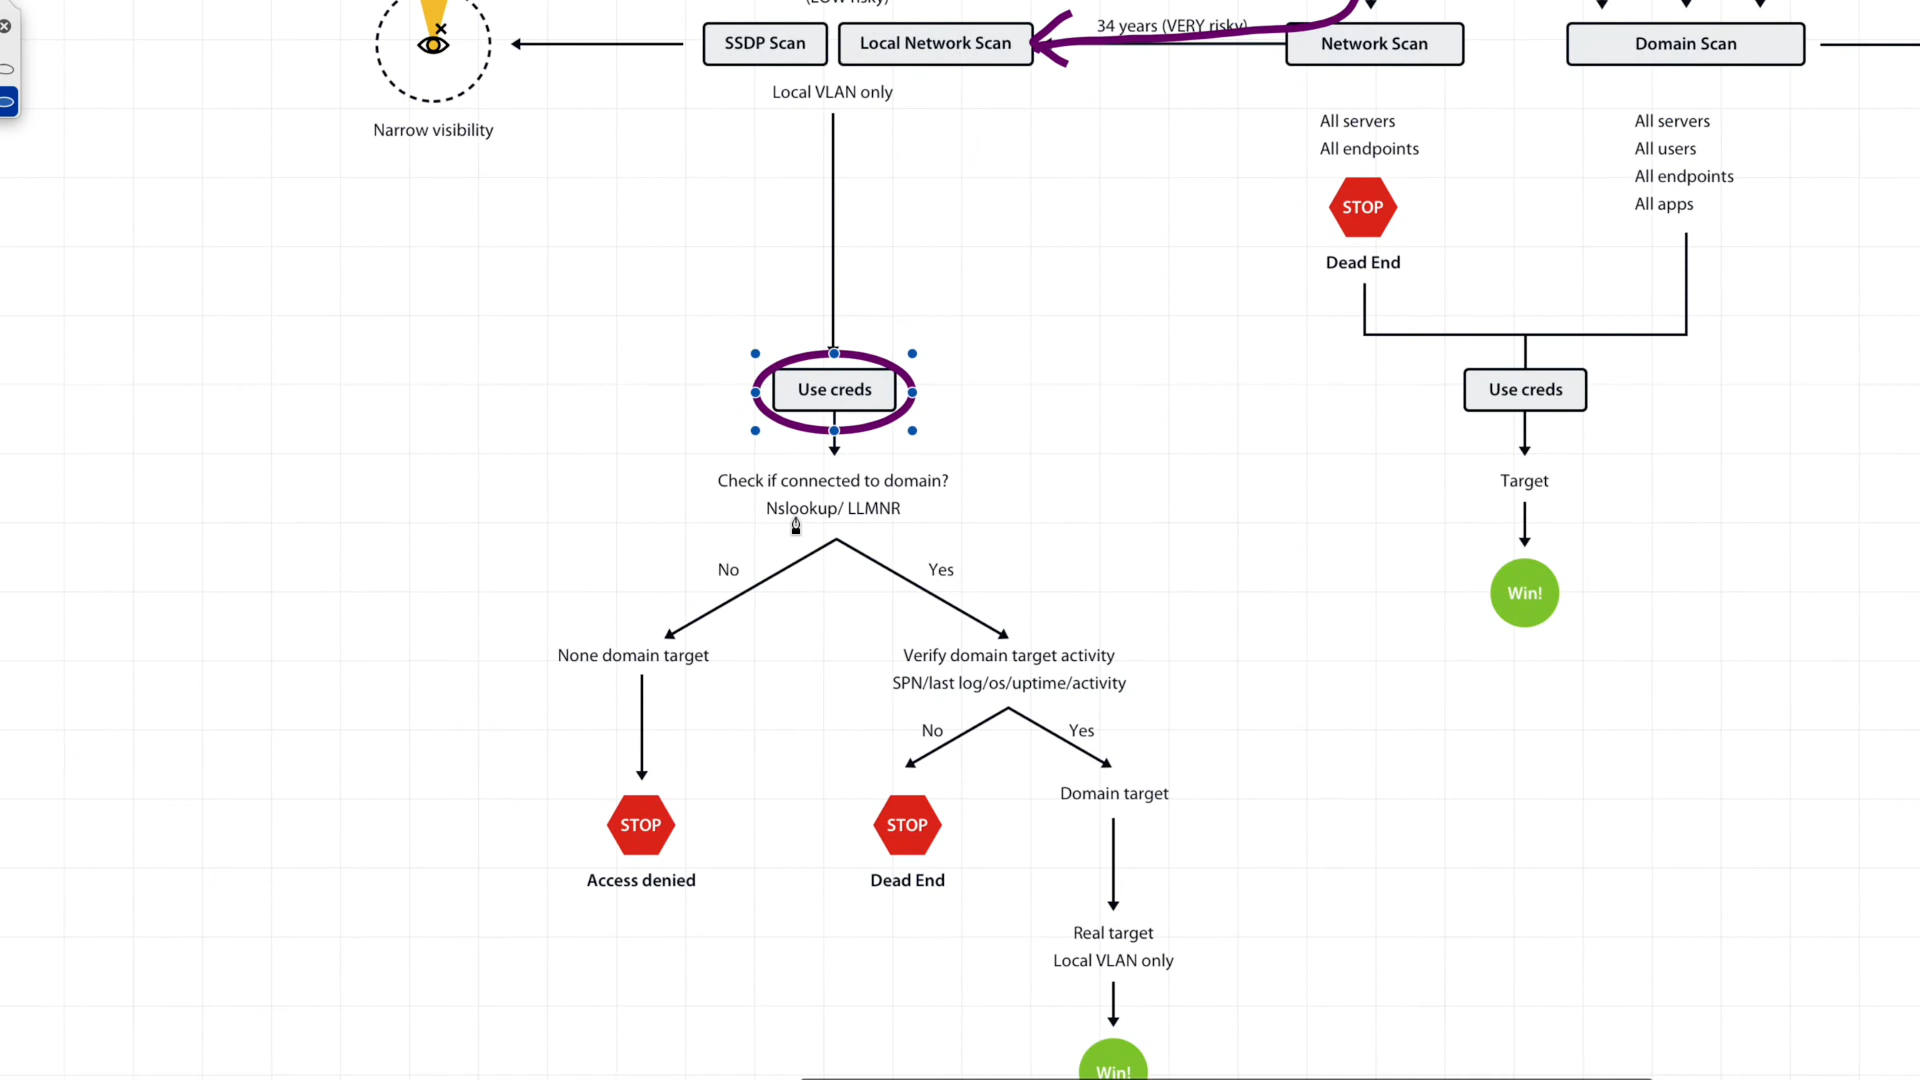 SSDP Scan
Local Network Scan
34 years (VERY risky)
Network Scan
Domain Scan
Local VLAN only
Narrow visibility
All servers
All endpoints
STOP
Dead End
All servers
All users
All endpoints
All apps
Use creds
Use creds
Check if connected to domain?
Nslookup/ LLMNR
Target
Win!
No
Yes
None domain target
Verify domain target activity
SPN/last log/os/uptime/activity
No
Yes
Domain target
STOP
Access denied
STOP
Dead End
Real target
Local VLAN only
Win!